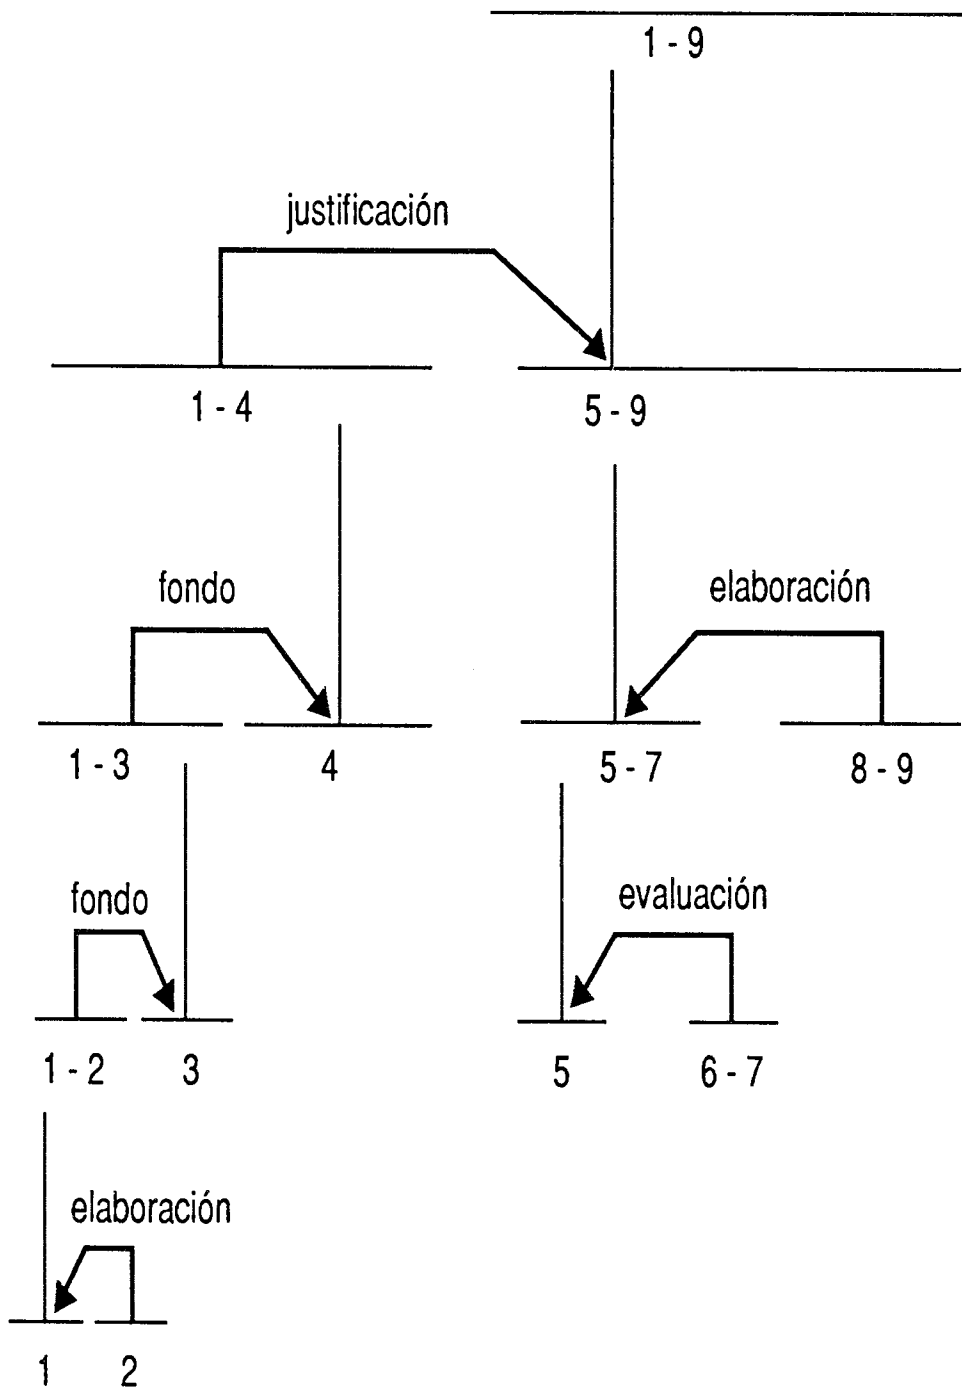 1 - 9
justificación
1 - 4 5 - 9
fondo elaboración
1 - 3 4 5 - 7 8 - 9
fondo evaluación
1 - 2 3 5 6 - 7
elaboración
1 2